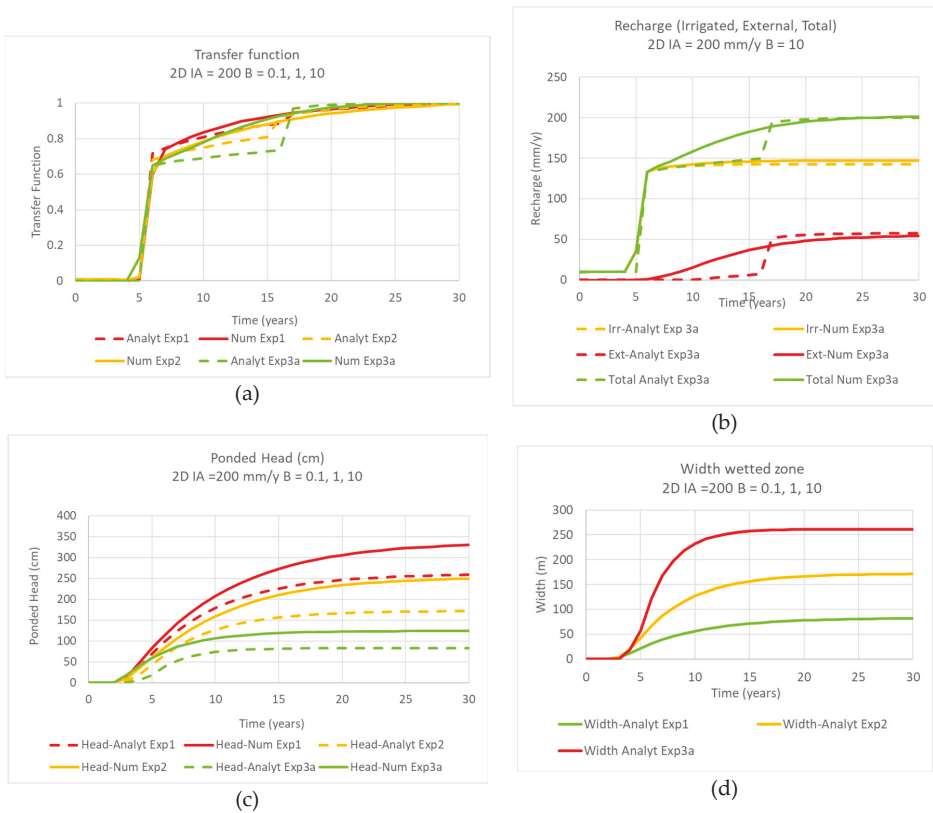 Transfer function
2D IA = 200 B = 0.1, 1, 10
1
0.8
0.6
0.4
0.2
0
Transfer Function
0 5 10 15 20 25 30
Time (years)
Analyt Exp1 Num Exp1 Analyt Exp2
Num Exp2 Analyt Exp3a Num Exp3a
(a)
Recharge (Irrigated, External, Total)
2D IA = 200 mm/y B = 10
250
200
150
100
50
0
Recharge (mm/y)
0 5 10 15 20 25 30
Time (years)
Irr-Analyt Exp 3a Irr-Num Exp3a
Ext-Analyt Exp3a Ext-Num Exp3a
Total Analyt Exp3a Total Num Exp3a
(b)
Ponded Head (cm)
2D IA =200 mm/y B = 0.1, 1, 10
400
350
300
250
200
150
100
50
0
Ponded Head (cm)
0 5 10 15 20 25 30
Time (years)
Head-Analyt Exp1 Head-Num Exp1 Head-Analyt Exp2
Head-Num Exp2 Head-Analyt Exp3a Head-Num Exp3a
(c)
Width wetted zone
2D IA =200 B = 0.1, 1, 10
300
250
200
150
100
50
0
Width (m)
0 5 10 15 20 25 30
Time (years)
Width-Analyt Exp1 Width-Analyt Exp2
Width Analyt Exp3a
(d)